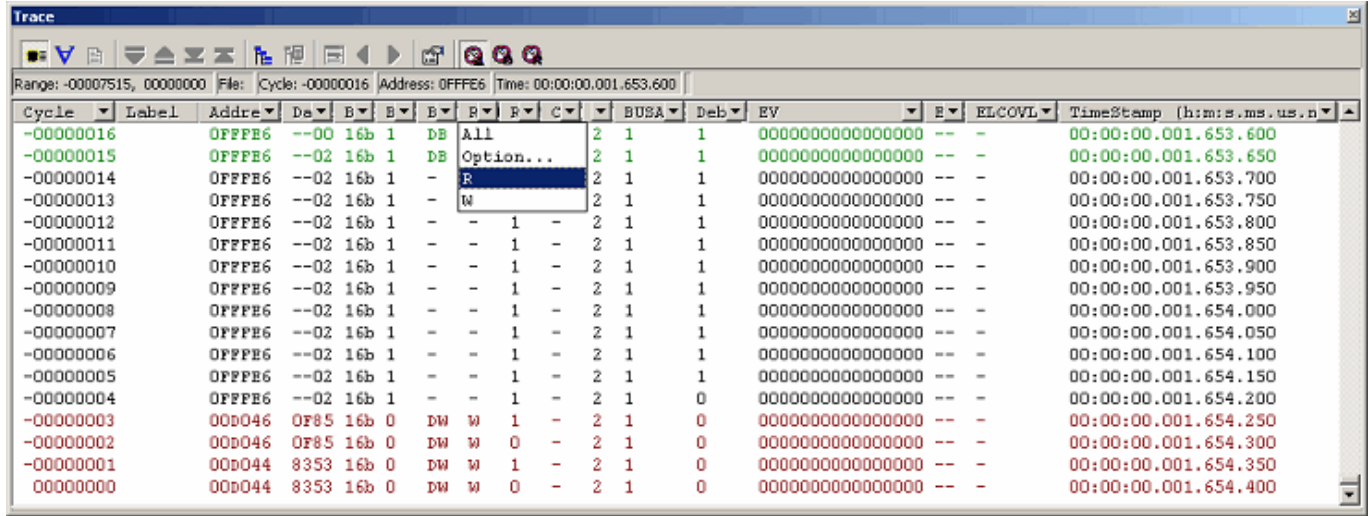 Trace
Range: -00007515, 00000000 File: Cycle: -00000016 Address: 0FFFE6 Time: 00:00:00.001.653.600
Cycle Label Addre Da B B B R R C BUSA Deb EV E ELCOVL TimeStamp (h:m:s.ms.us.n
-00000016 0FFFE6 --00 16b 1 DB All 2 1 1 0000000000000000 -- - 00:00:00.001.653.600
-00000015 0FFFE6 --02 16b 1 DB Option... 2 1 1 0000000000000000 -- - 00:00:00.001.653.650
-00000014 0FFFE6 --02 16b 1 - R 2 1 1 0000000000000000 -- - 00:00:00.001.653.700
-00000013 0FFFE6 --02 16b 1 - W 2 1 1 0000000000000000 -- - 00:00:00.001.653.750
-00000012 0FFFE6 --02 16b 1 - - 1 - 2 1 1 0000000000000000 -- - 00:00:00.001.653.800
-00000011 0FFFE6 --02 16b 1 - - 1 - 2 1 1 0000000000000000 -- - 00:00:00.001.653.850
-00000010 0FFFE6 --02 16b 1 - - 1 - 2 1 1 0000000000000000 -- - 00:00:00.001.653.900
-00000009 0FFFE6 --02 16b 1 - - 1 - 2 1 1 0000000000000000 -- - 00:00:00.001.653.950
-00000008 0FFFE6 --02 16b 1 - - 1 - 2 1 1 0000000000000000 -- - 00:00:00.001.654.000
-00000007 0FFFE6 --02 16b 1 - - 1 - 2 1 1 0000000000000000 -- - 00:00:00.001.654.050
-00000006 0FFFE6 --02 16b 1 - - 1 - 2 1 1 0000000000000000 -- - 00:00:00.001.654.100
-00000005 0FFFE6 --02 16b 1 - - 1 - 2 1 1 0000000000000000 -- - 00:00:00.001.654.150
-00000004 0FFFE6 --02 16b 1 - - 1 - 2 1 0 0000000000000000 -- - 00:00:00.001.654.200
-00000003 00D046 0F85 16b 0 DW W 1 - 2 1 0 0000000000000000 -- - 00:00:00.001.654.250
-00000002 00D046 0F85 16b 0 DW W 0 - 2 1 0 0000000000000000 -- - 00:00:00.001.654.300
-00000001 00D044 8353 16b 0 DW W 1 - 2 1 0 0000000000000000 -- - 00:00:00.001.654.350
00000000 00D044 8353 16b 0 DW W 0 - 2 1 0 0000000000000000 -- - 00:00:00.001.654.400